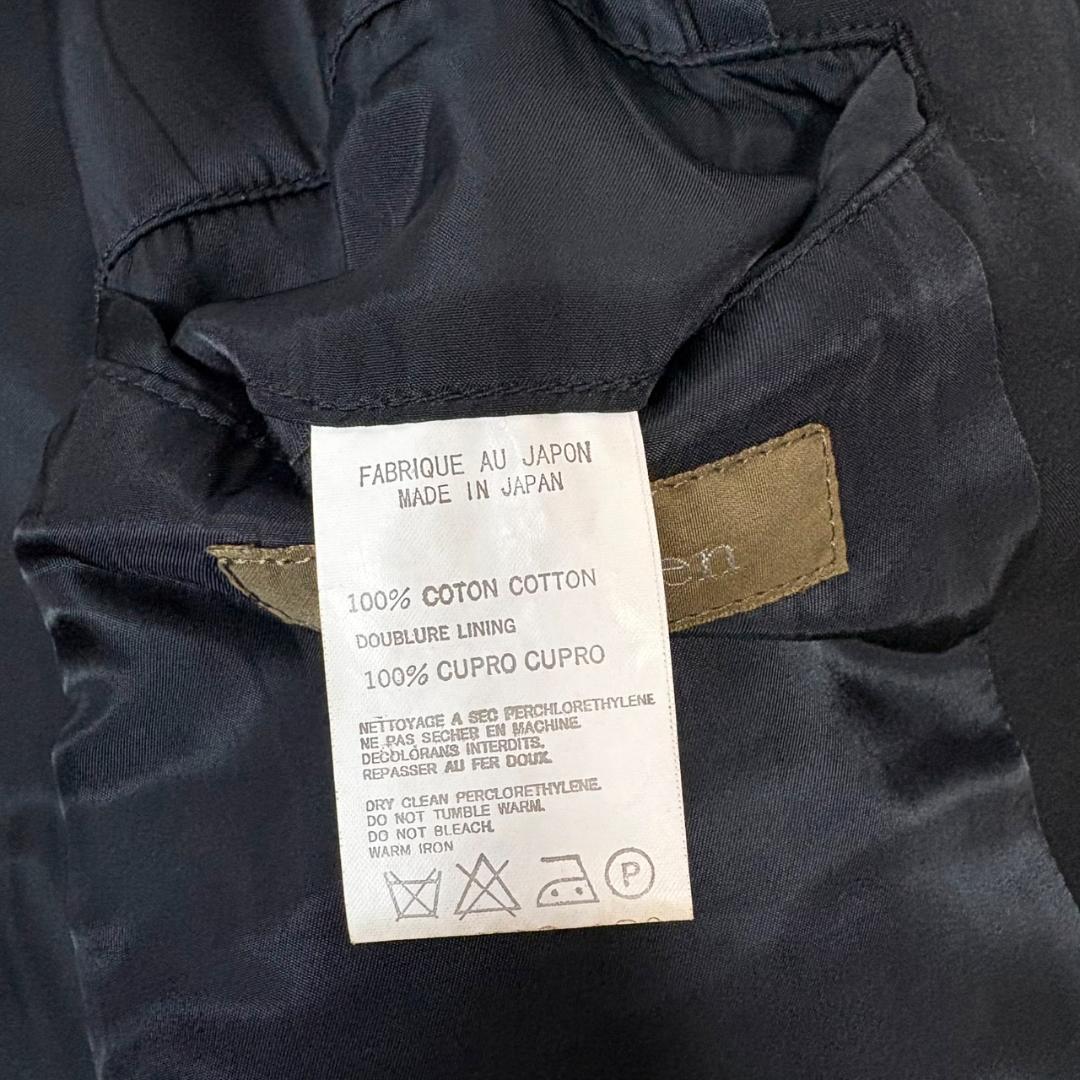 FABRIQUE AU JAPON
MADE IN JAPAN
100% COTON COTTON
DOUBLURE LINING
100% CUPRO CUPRO
NETTOYAGE A SEC PERCHLORETHYLENE
NE PAS SECHER EN MACHINE.
DECOLORANS INTERDITS.
REPASSER AU FER DOUX.
DRY CLEAN PERCLORETHYLENE.
DO NOT TUMBLE WARM.
DO NOT BLEACH.
WARM IRON
P
en